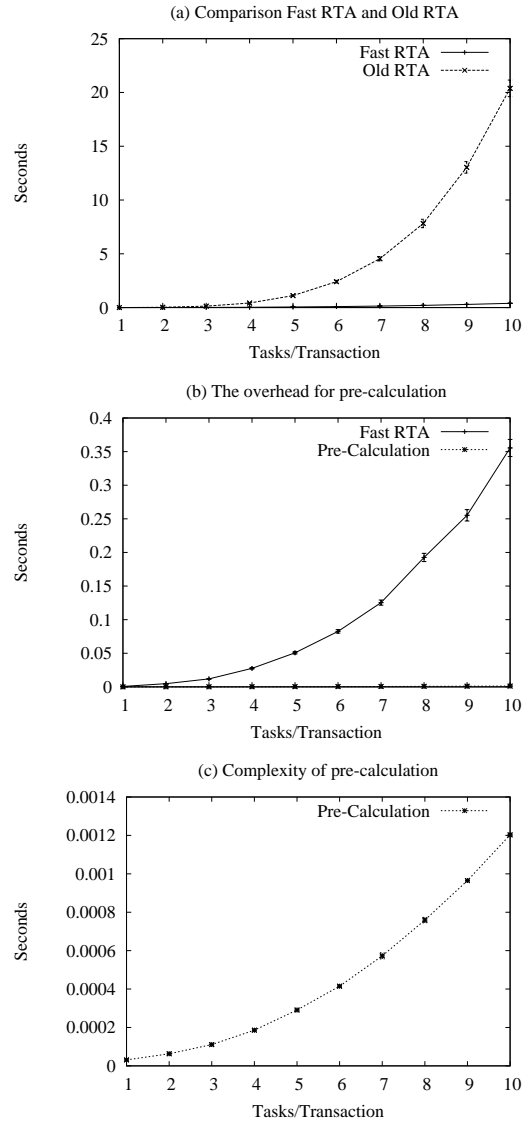 (a) Comparison Fast RTA and Old RTA
25
20
15
10
5
0
Seconds
Fast RTA
Old RTA
1 2 3 4 5 6 7 8 9 10
Tasks/Transaction
(b) The overhead for pre-calculation
0.4
0.35
0.3
0.25
0.2
0.15
0.1
0.05
0
Seconds
Fast RTA
Pre-Calculation
1 2 3 4 5 6 7 8 9 10
Tasks/Transaction
(c) Complexity of pre-calculation
0.0014
0.0012
0.001
0.0008
0.0006
0.0004
0.0002
0
Seconds
Pre-Calculation
1 2 3 4 5 6 7 8 9 10
Tasks/Transaction